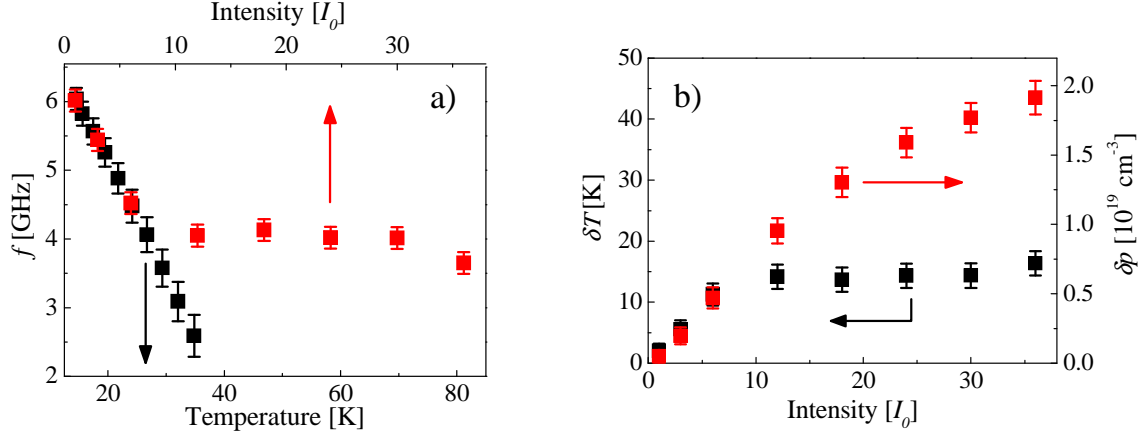 Intensity [I₀]
0 10 20 30
a)
6
5
4
3
2
f [GHz]
20 40 60 80
Temperature [K]
b)
50
40
30
20
10
0
δT [K]
2.0
1.5
1.0
0.5
0.0
δp [10¹⁹ cm⁻³]
0 10 20 30
Intensity [I₀]